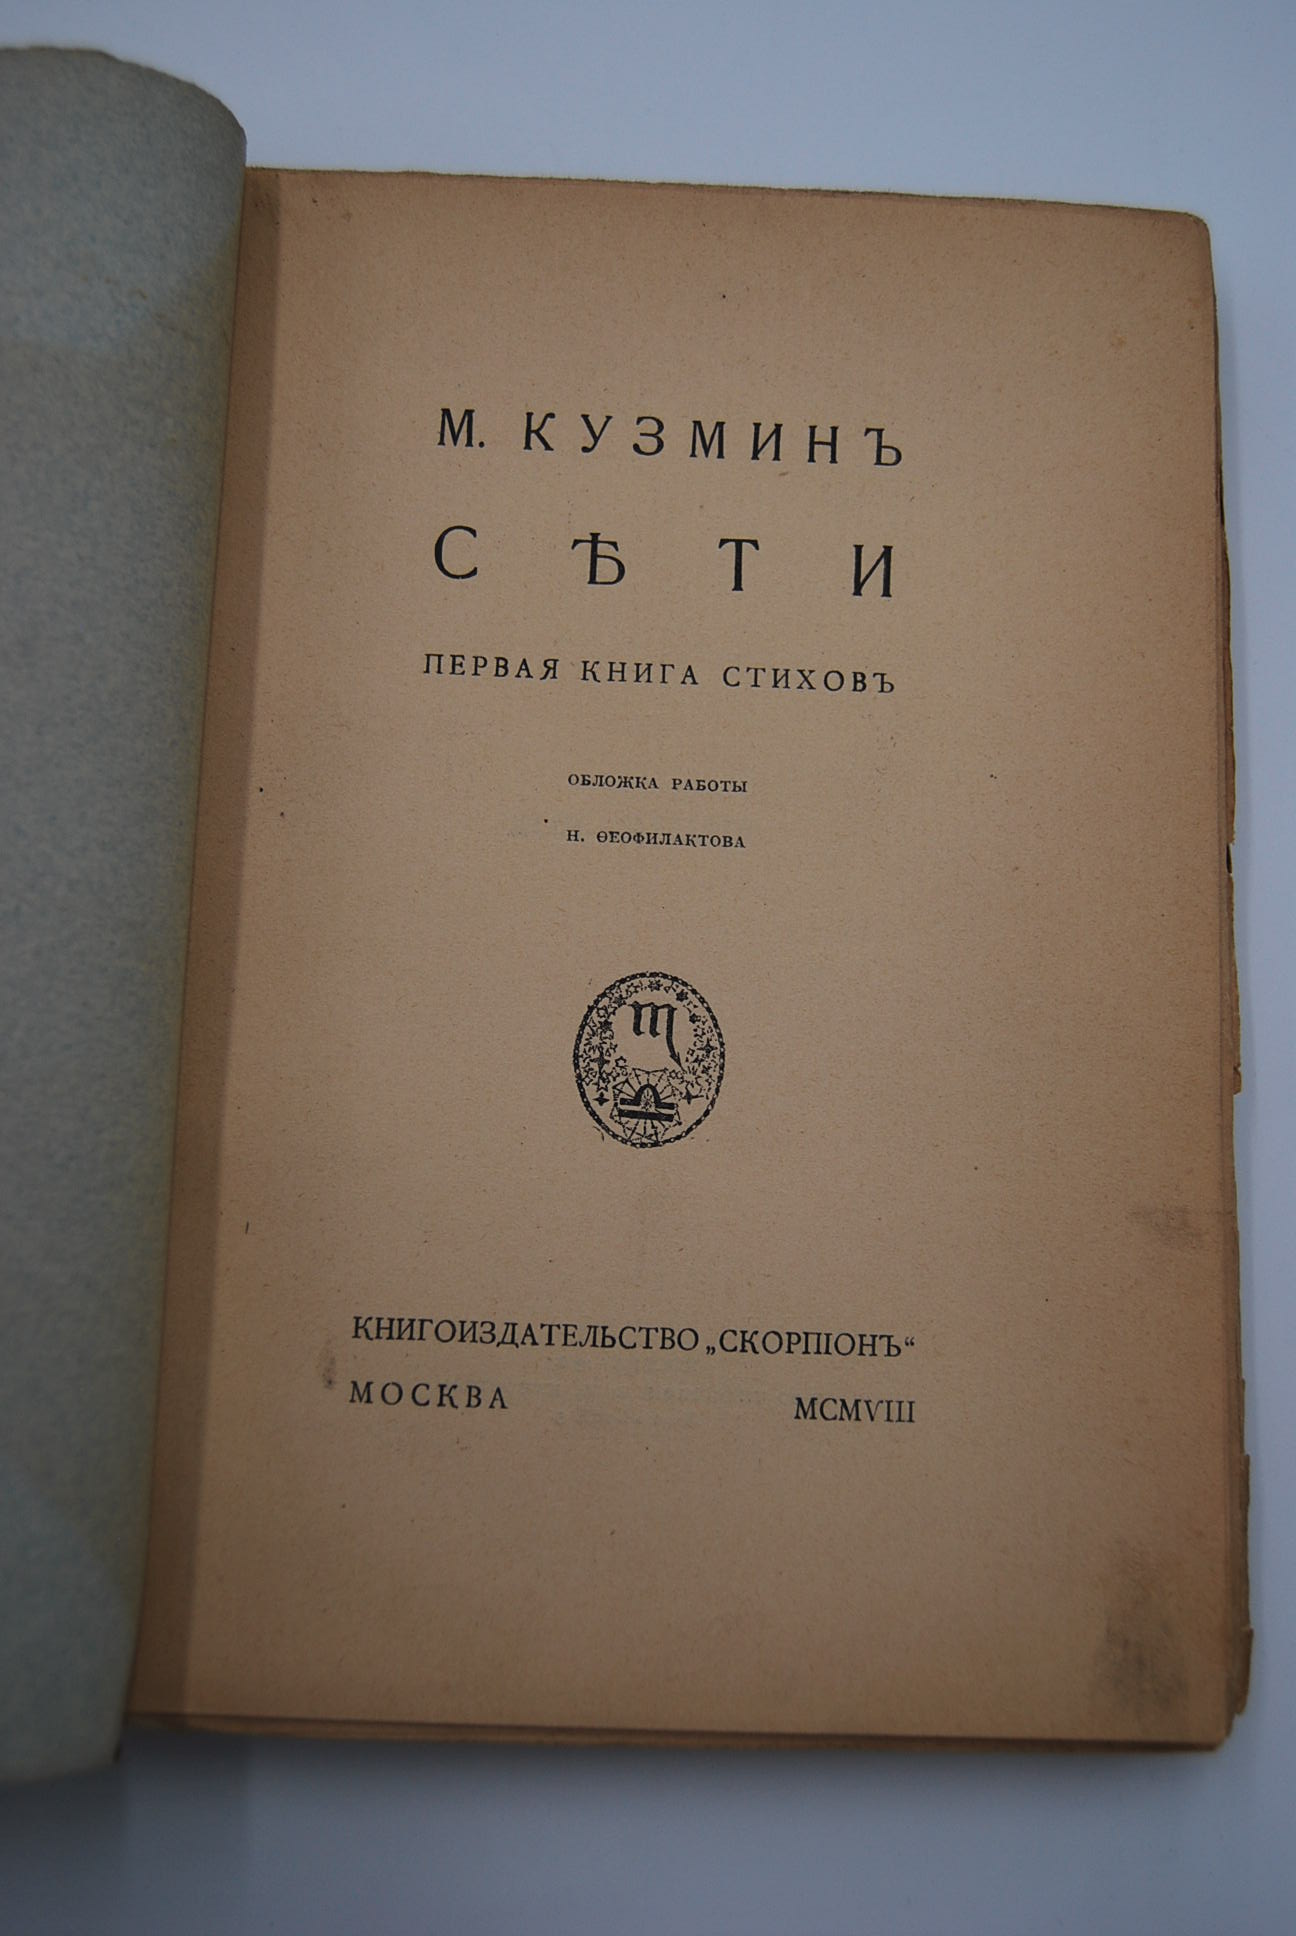 М. КУЗМИНЪ
СѢТИ
ПЕРВАЯ КНИГА СТИХОВЪ
ОБЛОЖКА РАБОТЫ
Н. ѲЕОФИЛАКТОВА
КНИГОИЗДАТЕЛЬСТВО „СКОРПІОНЪ“
МОСКВА MCMVIII